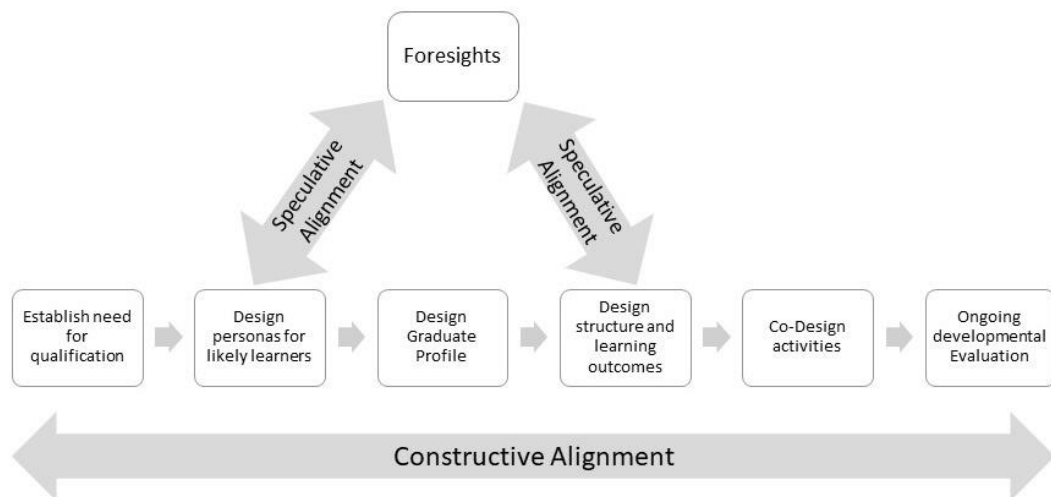 Foresights
Speculative
Alignment
Speculative
Alignment
Establish need
for
qualification
Design
personas for
likely learners
Design
Graduate
Profile
Design
structure and
learning
outcomes
Co-Design
activities
Ongoing
developmental
Evaluation
Constructive Alignment